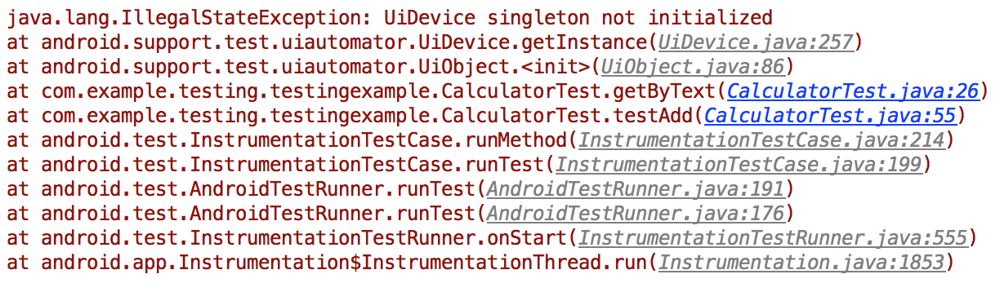 java.lang.IllegalStateException: UiDevice singleton not initialized
at android.support.test.uiautomator.UiDevice.getInstance(UiDevice.java:257)
at android.support.test.uiautomator.UiObject.<init>(UiObject.java:86)
at com.example.testing.testingexample.CalculatorTest.getByText(CalculatorTest.java:26)
at com.example.testing.testingexample.CalculatorTest.testAdd(CalculatorTest.java:55)
at android.test.InstrumentationTestCase.runMethod(InstrumentationTestCase.java:214)
at android.test.InstrumentationTestCase.runTest(InstrumentationTestCase.java:199)
at android.test.AndroidTestRunner.runTest(AndroidTestRunner.java:191)
at android.test.AndroidTestRunner.runTest(AndroidTestRunner.java:176)
at android.test.InstrumentationTestRunner.onStart(InstrumentationTestRunner.java:555)
at android.app.Instrumentation$InstrumentationThread.run(Instrumentation.java:1853)